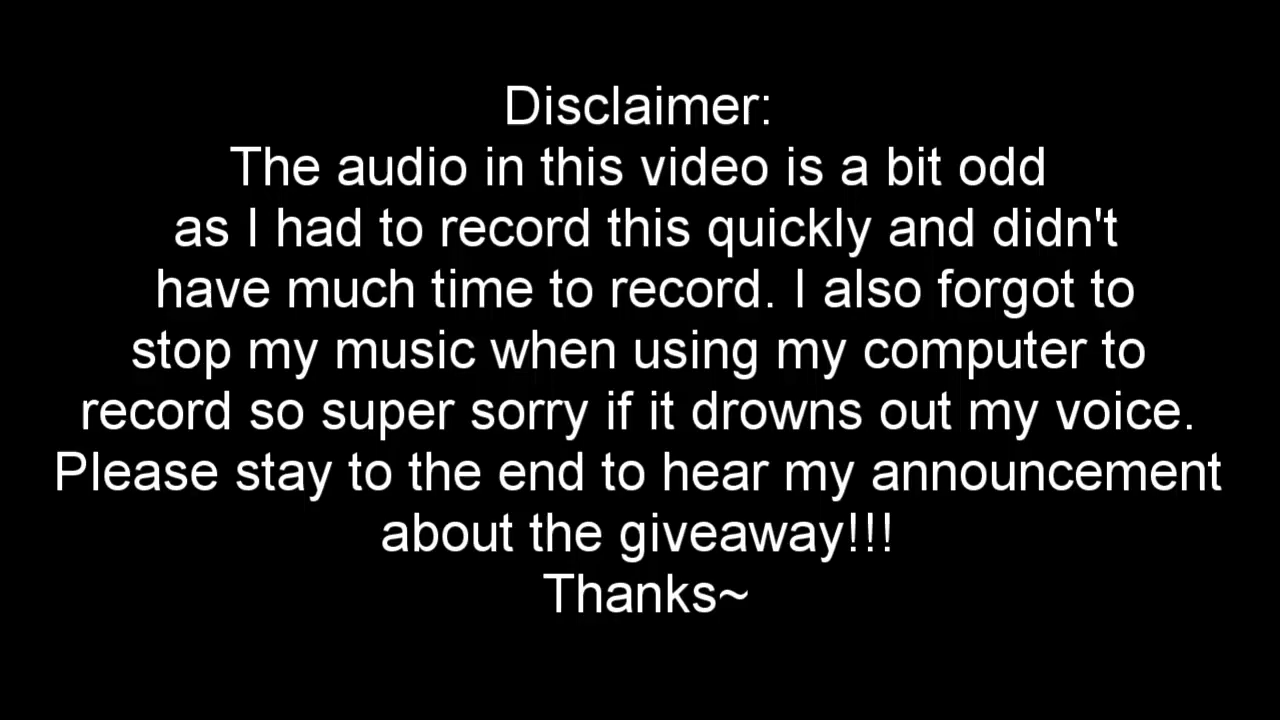 Disclaimer:
The audio in this video is a bit odd
as I had to record this quickly and didn't
have much time to record. I also forgot to
stop my music when using my computer to
record so super sorry if it drowns out my voice.
Please stay to the end to hear my announcement
about the giveaway!!!
Thanks~